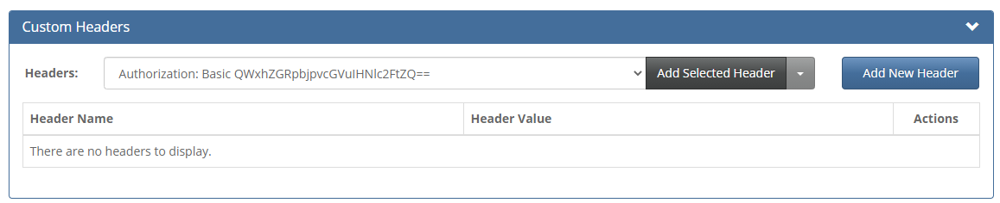 Custom Headers
Headers: Authorization: Basic QWxhZGRpbjpvcGVuIHNlc2FtZQ== Add Selected Header Add New Header
Header Name Header Value Actions
There are no headers to display.